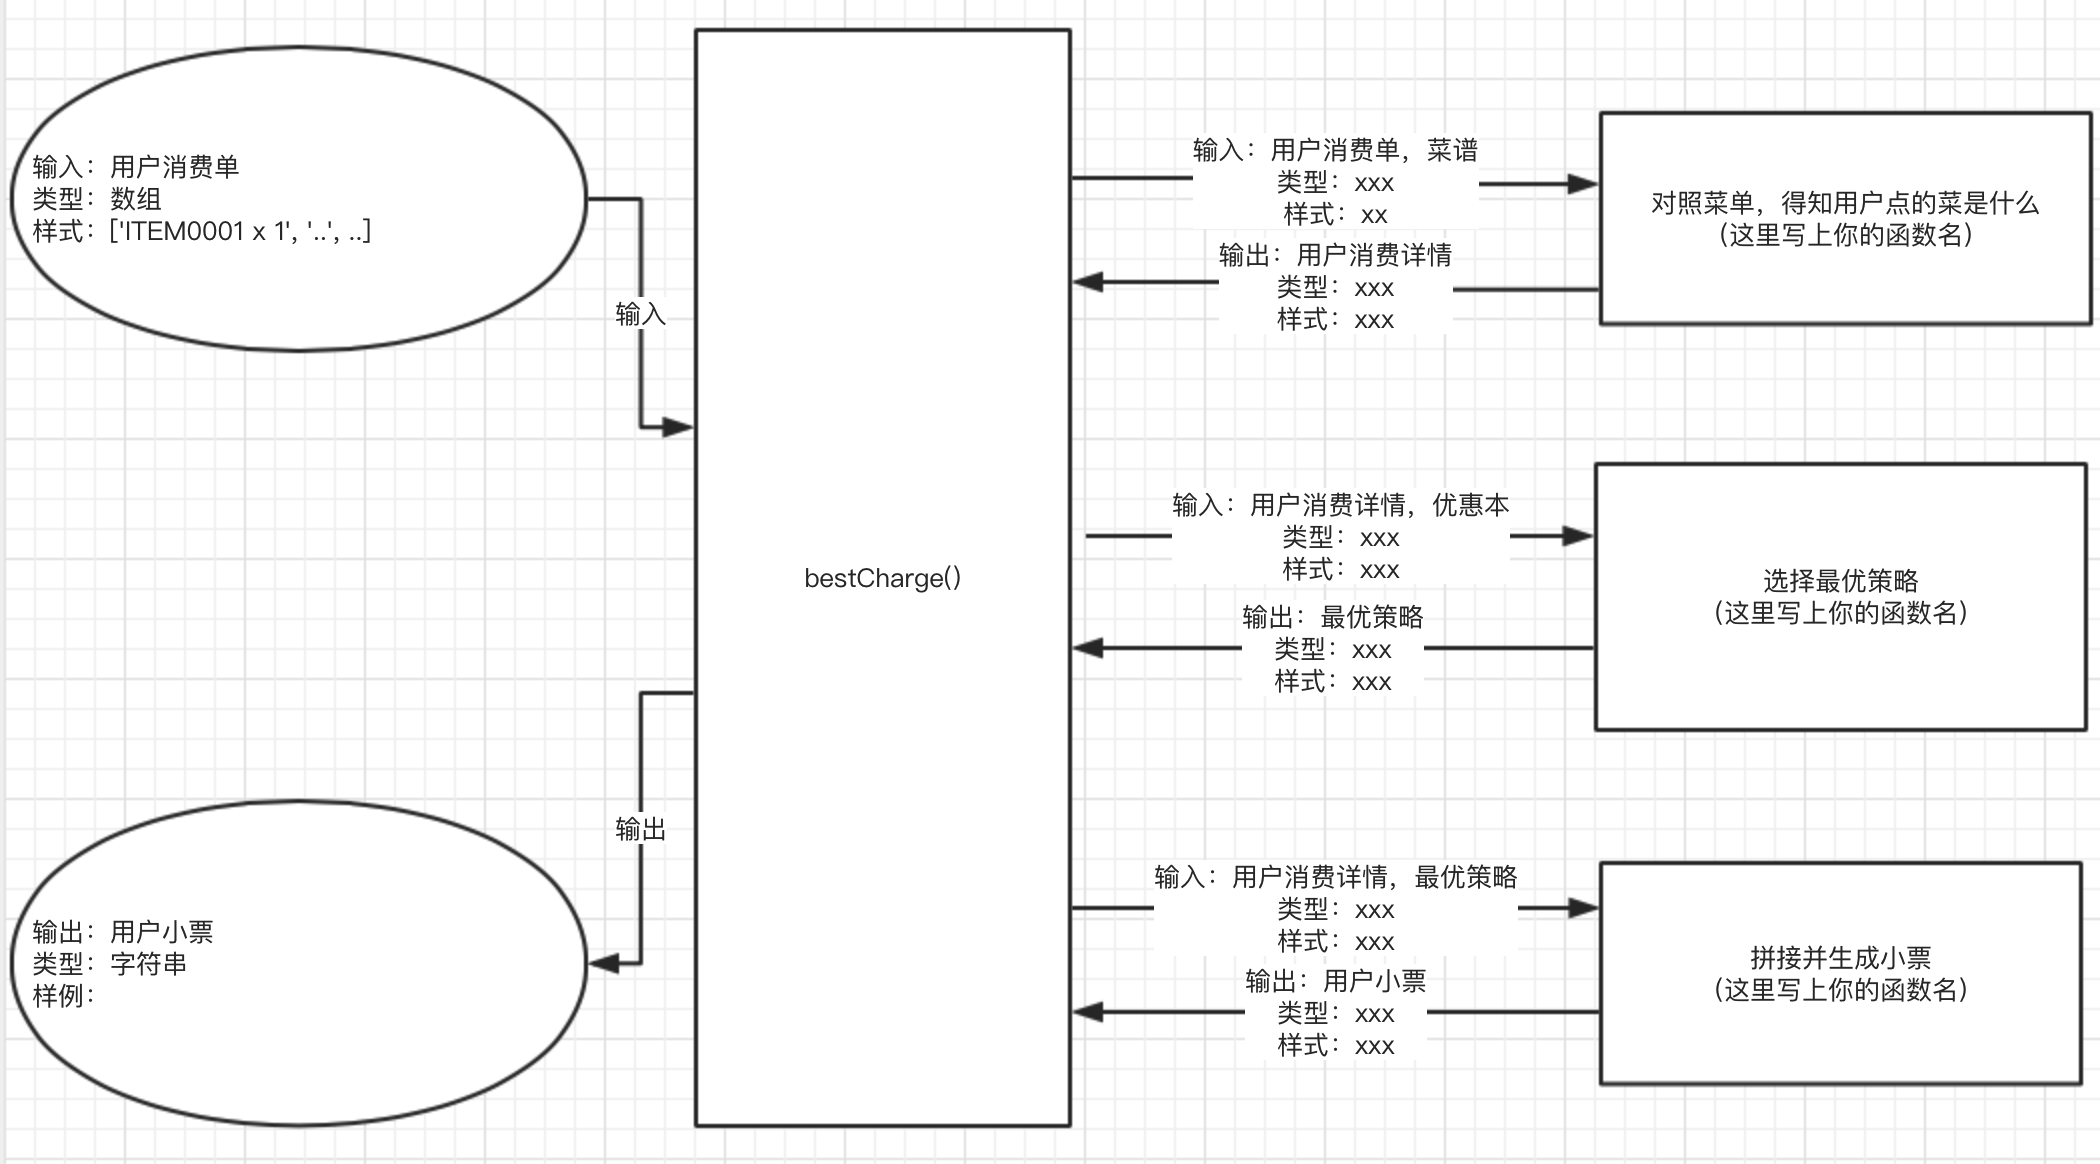 输入：用户消费单
类型：数组
样式：['ITEM0001 x 1', '..', ..]
输入
bestCharge()
输出
输出：用户小票
类型：字符串
样例：
输入：用户消费单，菜谱
类型：xxx
样式：xx
输出：用户消费详情
类型：xxx
样式：xxx
对照菜单，得知用户点的菜是什么
（这里写上你的函数名）
输入：用户消费详情，优惠本
类型：xxx
样式：xxx
输出：最优策略
类型：xxx
样式：xxx
选择最优策略
（这里写上你的函数名）
输入：用户消费详情，最优策略
类型：xxx
样式：xxx
输出：用户小票
类型：xxx
样式：xxx
拼接并生成小票
（这里写上你的函数名）